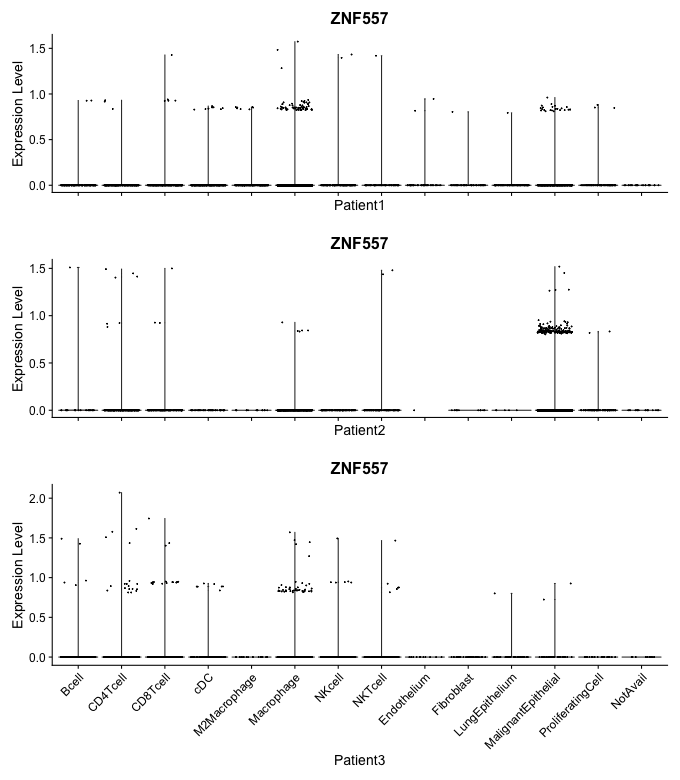 ZNF557
Expression Level
1.5
1.0
0.5
0.0
Patient1
ZNF557
Expression Level
1.5
1.0
0.5
0.0
Patient2
ZNF557
Expression Level
2.0
1.5
1.0
0.5
0.0
Bcell
CD4Tcell
CD8Tcell
cDC
M2Macrophage
Macrophage
NKcell
NKTcell
Endothelium
Fibroblast
LungEpithelium
MalignantEpithelial
ProliferatingCell
NotAvail
Patient3